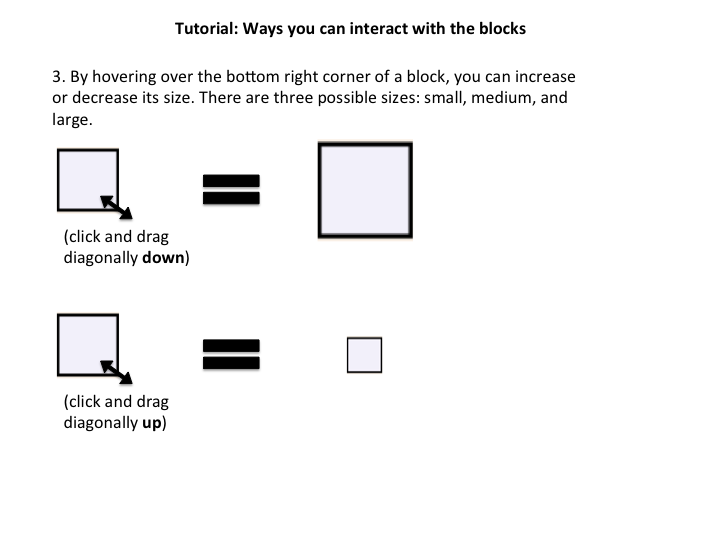 Tutorial: Ways you can interact with the blocks
3. By hovering over the bottom right corner of a block, you can increase
or decrease its size. There are three possible sizes: small, medium, and
large.
(click and drag
diagonally down)
(click and drag
diagonally up)